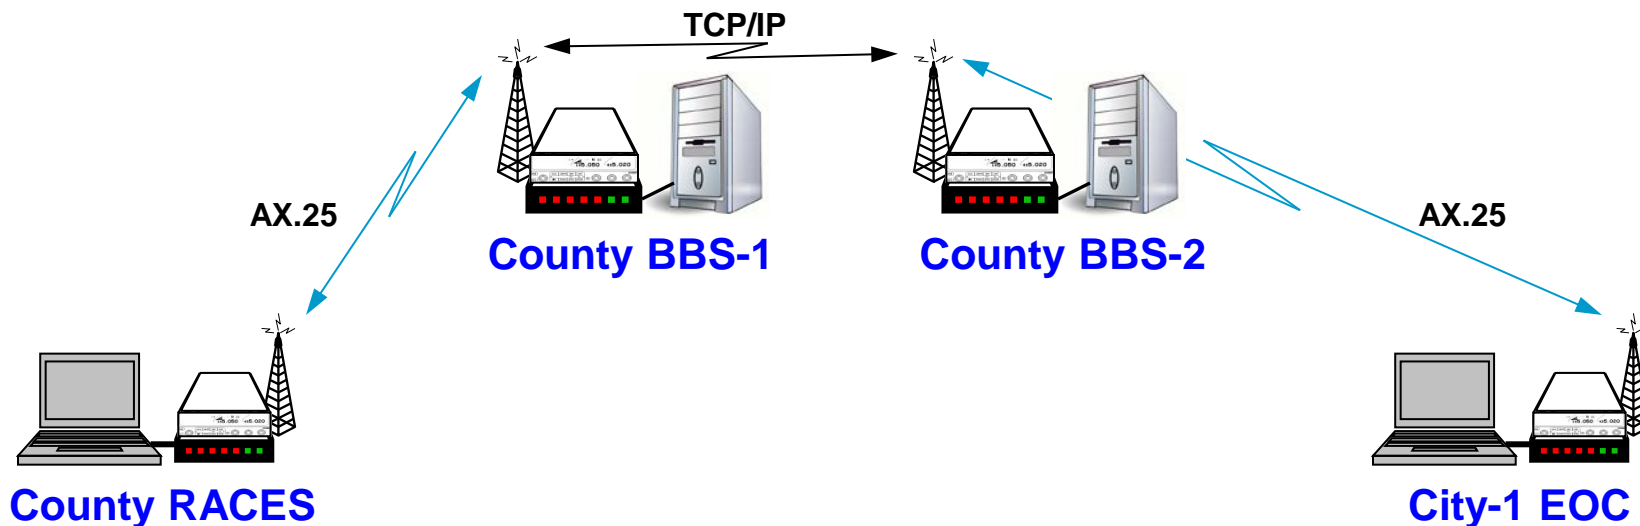 TCP/IP
AX.25
AX.25
County BBS-1
County BBS-2
County RACES
City-1 EOC